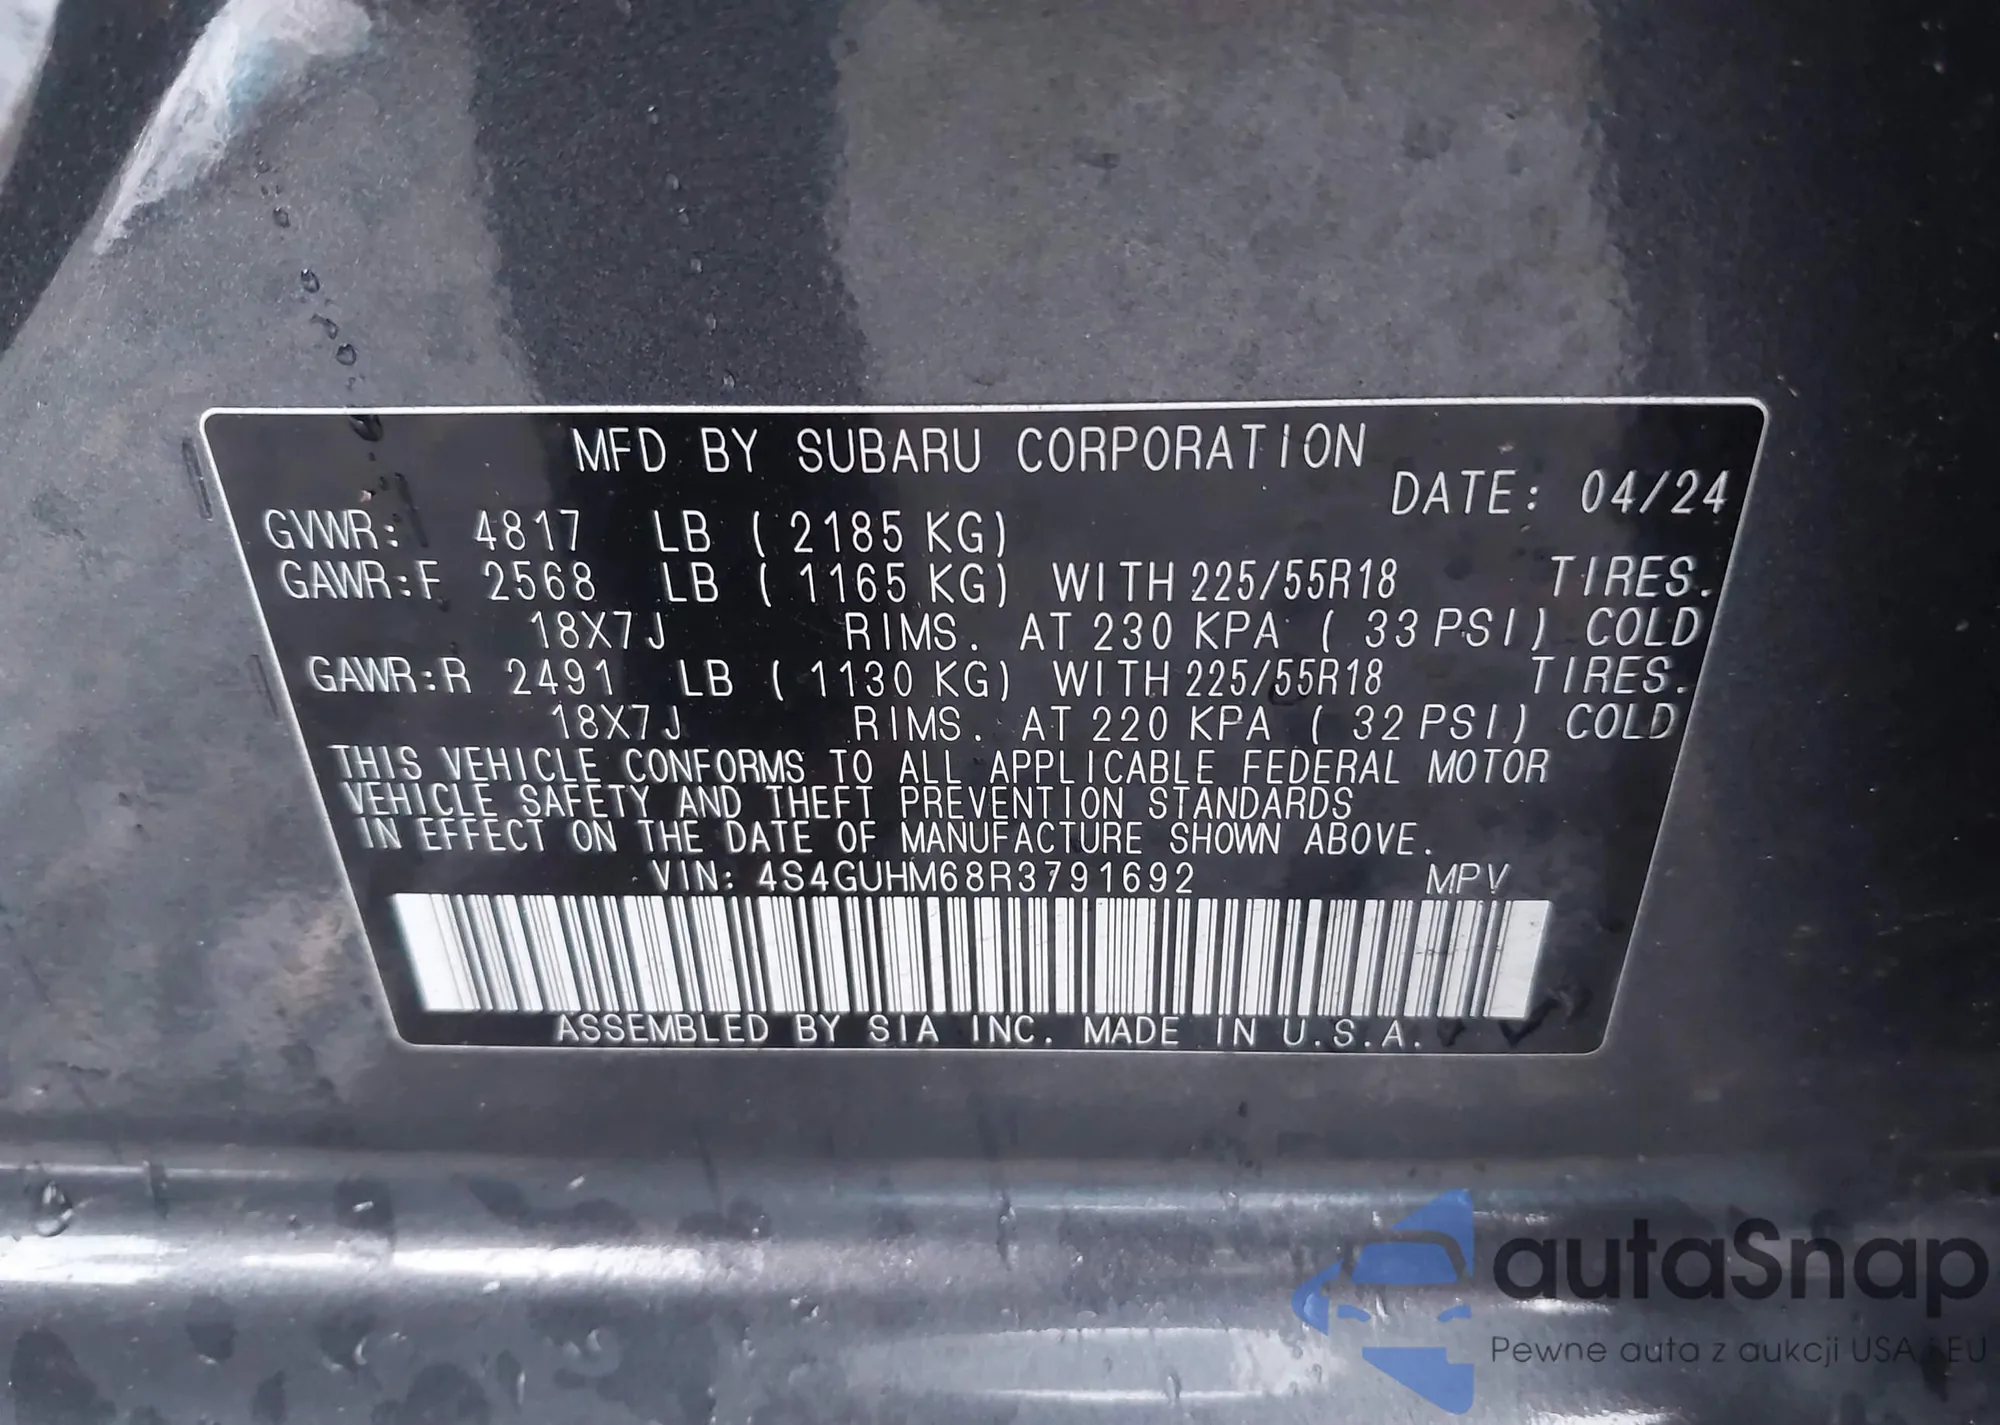 MFD BY SUBARU CORPORATION
DATE: 04/24
GVWR: 4817 LB ( 2185 KG)
GAWR:F 2568 LB ( 1165 KG) WITH 225/55R18 TIRES.
18X7J RIMS. AT 230 KPA ( 33 PSI) COLD
GAWR:R 2491 LB ( 1130 KG) WITH 225/55R18 TIRES.
18X7J RIMS. AT 220 KPA ( 32 PSI) COLD
THIS VEHICLE CONFORMS TO ALL APPLICABLE FEDERAL MOTOR
VEHICLE SAFETY AND THEFT PREVENTION STANDARDS
IN EFFECT ON THE DATE OF MANUFACTURE SHOWN ABOVE.
VIN: 4S4GUHM68R3791692 MPV
ASSEMBLED BY SIA INC. MADE IN U.S.A.
autaSnap
Pewne auta z aukcji USA i EU